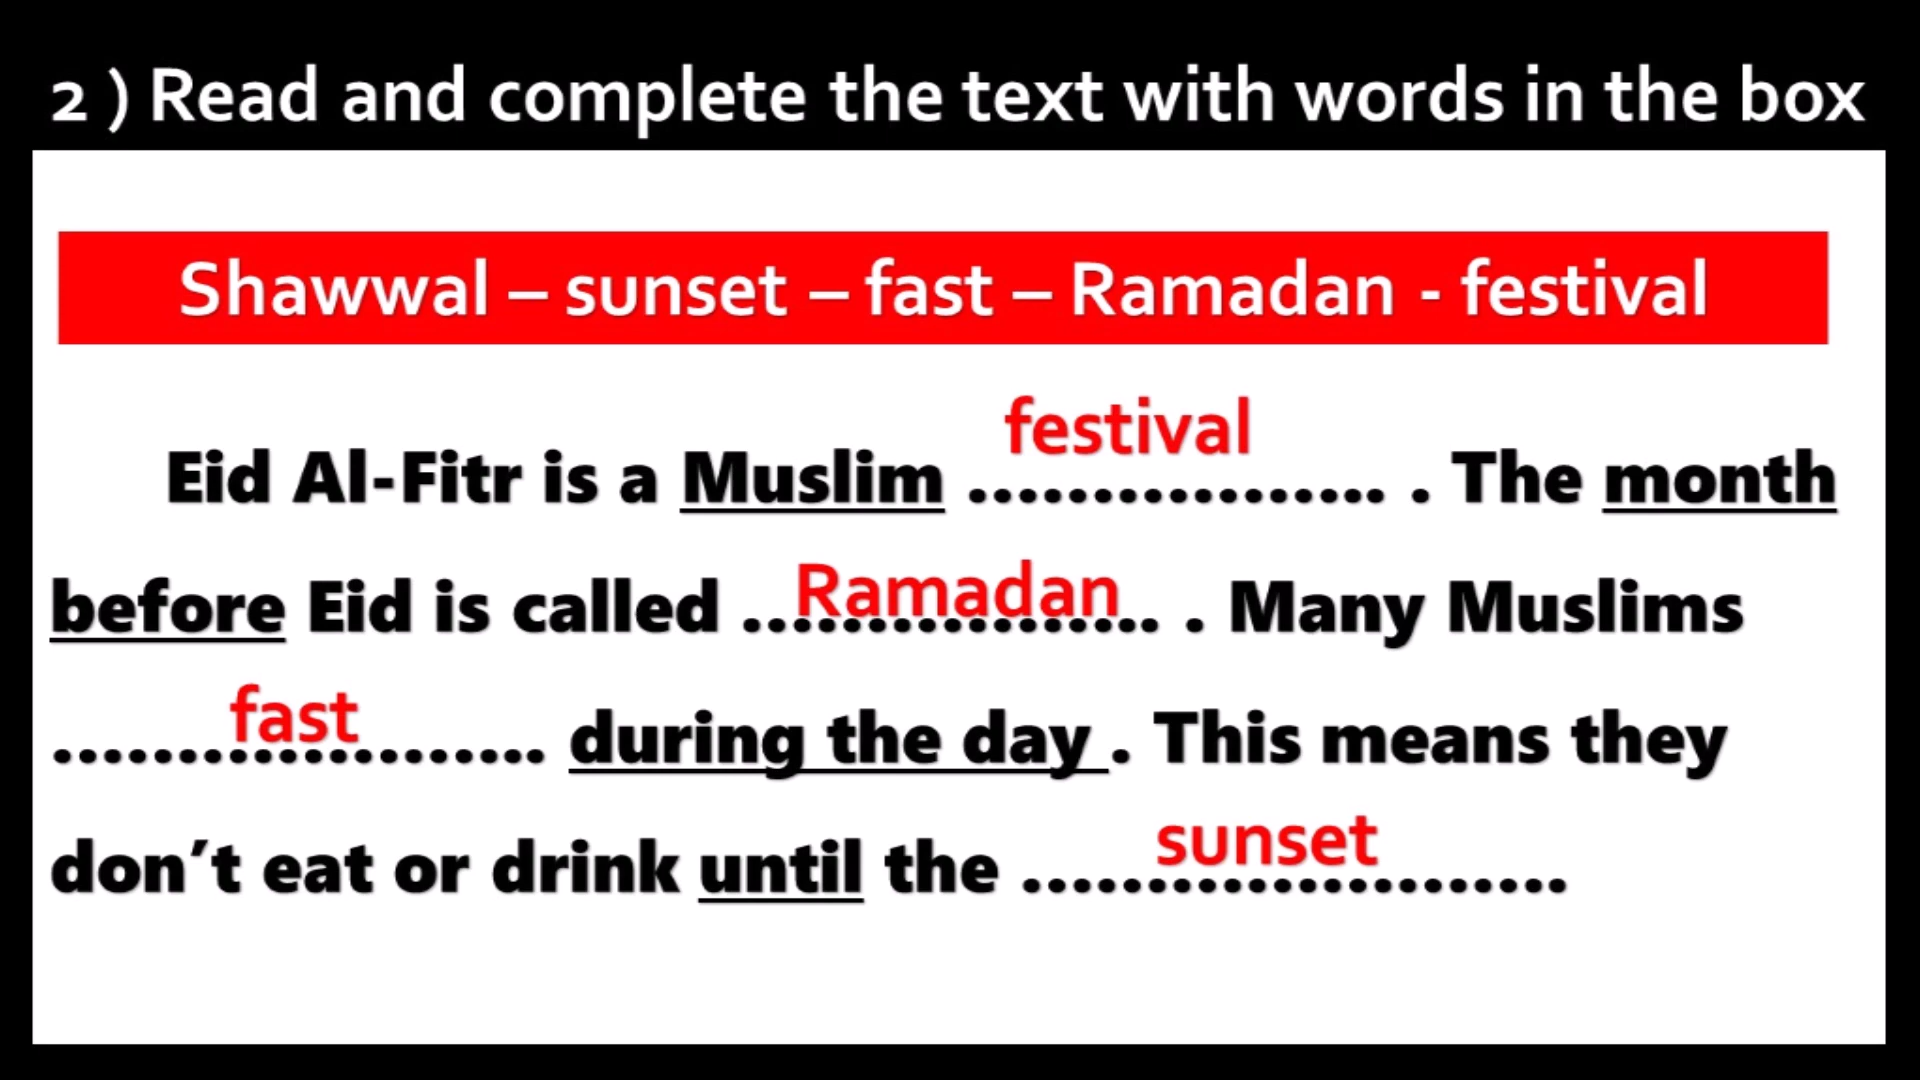 2 ) Read and complete the text with words in the box
Shawwal – sunset – fast – Ramadan - festival
Eid Al-Fitr is a Muslim festival ................. . The month
before Eid is called Ramadan ................. . Many Muslims
fast .................... during the day . This means they
don’t eat or drink until the sunset ......................